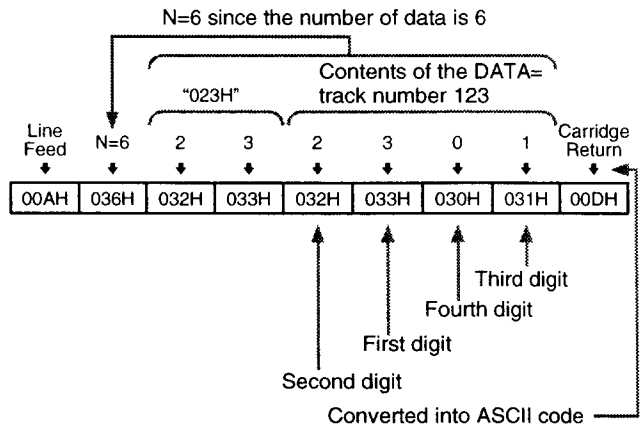 N=6 since the number of data is 6
Contents of the DATA=
"023H" track number 123
Line
Feed N=6 2 3 2 3 0 1 Carridge
Return
00AH 036H 032H 033H 032H 033H 030H 031H 00DH
Third digit
Fourth digit
First digit
Second digit
Converted into ASCII code